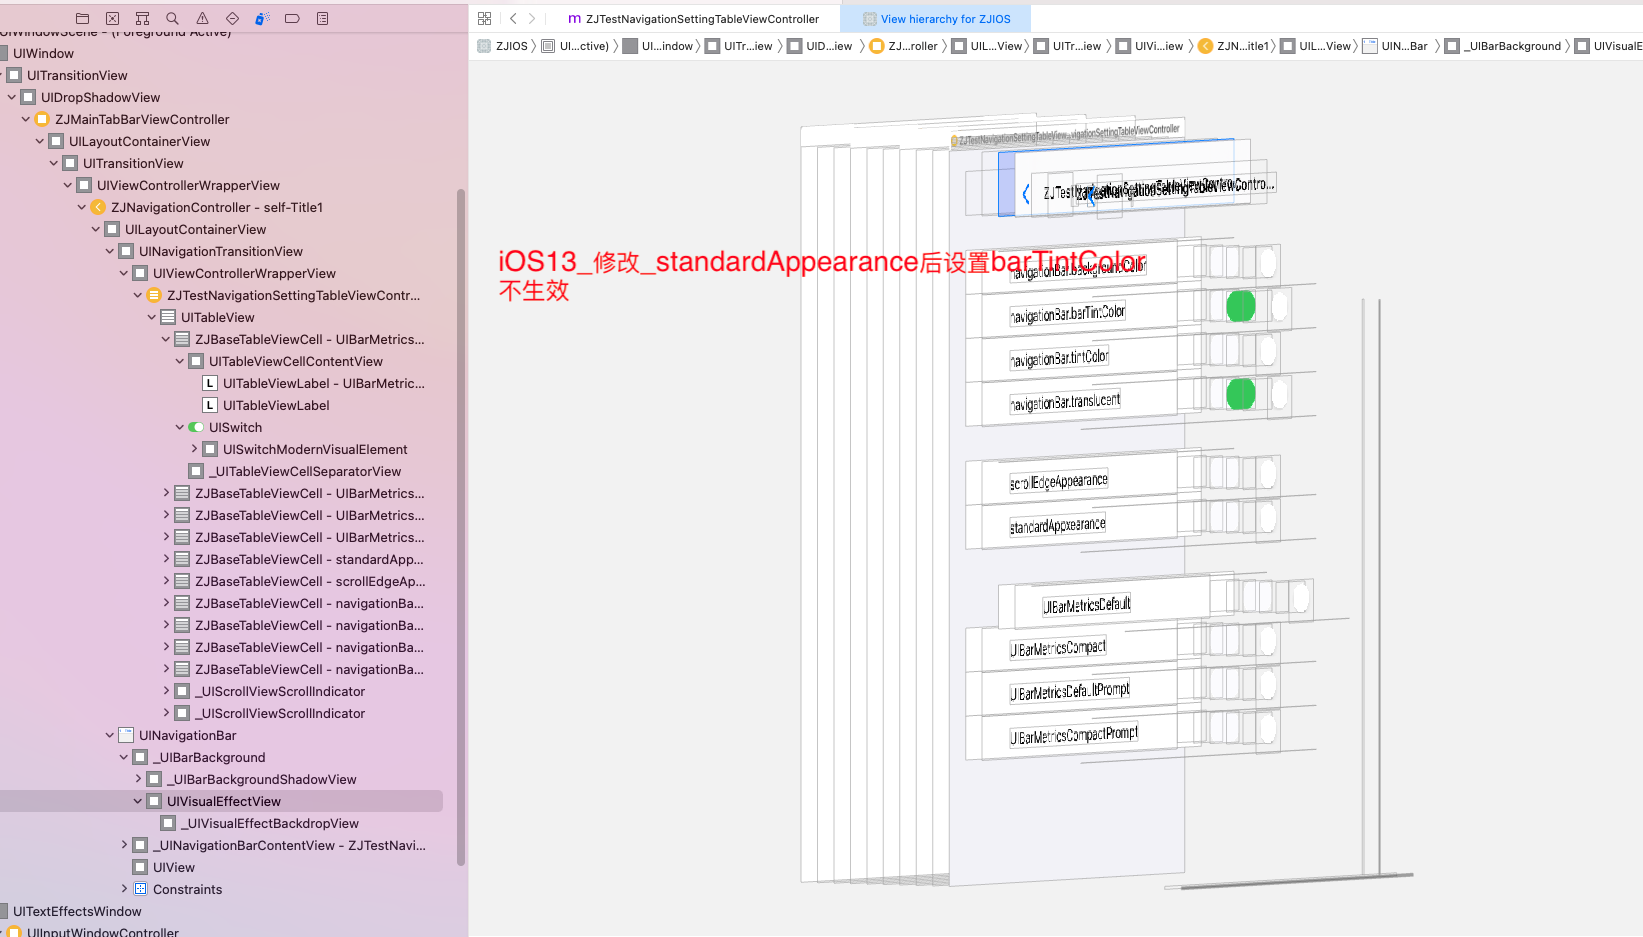 UIWindowScene - (Foreground Active)
UIWindow
UITransitionView
UIDropShadowView
ZJMainTabBarViewController
UILayoutContainerView
UITransitionView
UIViewControllerWrapperView
ZJNavigationController - self-Title1
UILayoutContainerView
UINavigationTransitionView
UIViewControllerWrapperView
ZJTestNavigationSettingTableViewContr...
UITableView
ZJBaseTableViewCell - UIBarMetrics...
UITableViewCellContentView
L UITableViewLabel - UIBarMetric...
L UITableViewLabel
UISwitch
UISwitchModernVisualElement
_UITableViewCellSeparatorView
ZJBaseTableViewCell - UIBarMetrics...
ZJBaseTableViewCell - UIBarMetrics...
ZJBaseTableViewCell - UIBarMetrics...
ZJBaseTableViewCell - standardApp...
ZJBaseTableViewCell - scrollEdgeAp...
ZJBaseTableViewCell - navigationBa...
ZJBaseTableViewCell - navigationBa...
ZJBaseTableViewCell - navigationBa...
ZJBaseTableViewCell - navigationBa...
_UIScrollViewScrollIndicator
_UIScrollViewScrollIndicator
UINavigationBar
_UIBarBackground
_UIBarBackgroundShadowView
UIVisualEffectView
_UIVisualEffectBackdropView
_UINavigationBarContentView - ZJTestNavi...
UIView
Constraints
UITextEffectsWindow
UIInputWindowController
m ZJTestNavigationSettingTableViewController
View hierarchy for ZJIOS
ZJIOS UI...ctive) UI...indow UITr...iew UID...iew ZJ...roller UIL...View UITr...iew UIVi...iew ZJN...itle1 UIL...View UIN...Bar _UIBarBackground UIVisualE
iOS13_修改_standardAppearance后设置barTintColor
不生效
navigationBar.backgroundColor
navigationBar.barTintColor
navigationBar.tintColor
navigationBar.translucent
scrollEdgeAppearance
standardAppxearance
UIBarMetricsDefault
UIBarMetricsCompact
UIBarMetricsDefaultPrompt
UIBarMetricsCompactPrompt